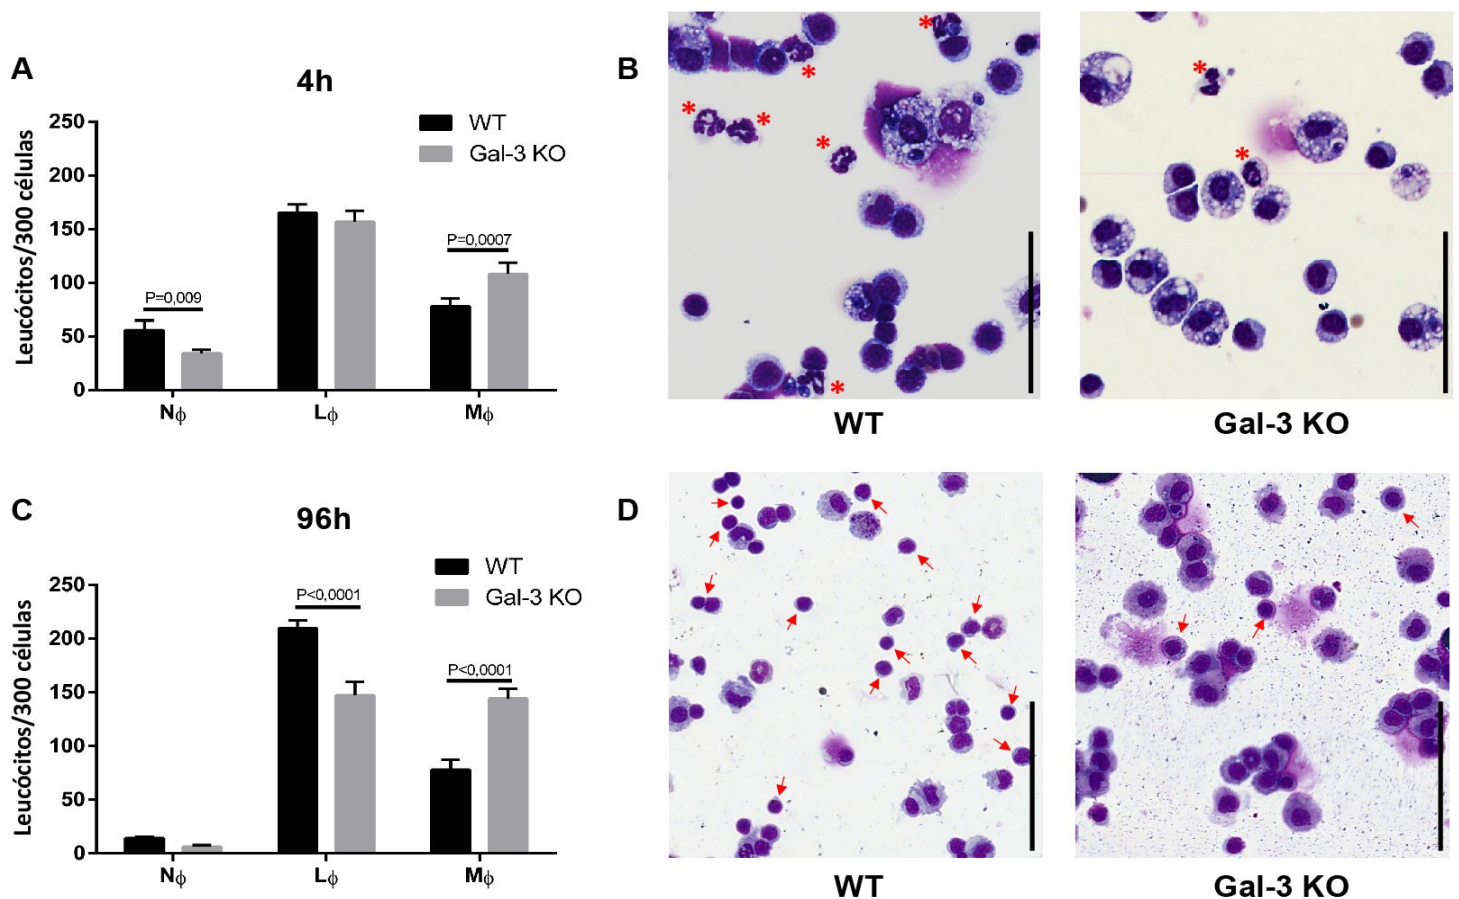 A
4h
Leucócitos/300 células
250
200
150
100
50
0
WT
Gal-3 KO
P=0,009
P=0,0007
Nϕ
Lϕ
Mϕ
B
*
*
*
*
*
*
WT
*
*
Gal-3 KO
C
96h
Leucócitos/300 células
250
200
150
100
50
0
WT
Gal-3 KO
P<0,0001
P<0,0001
Nϕ
Lϕ
Mϕ
D
WT
Gal-3 KO